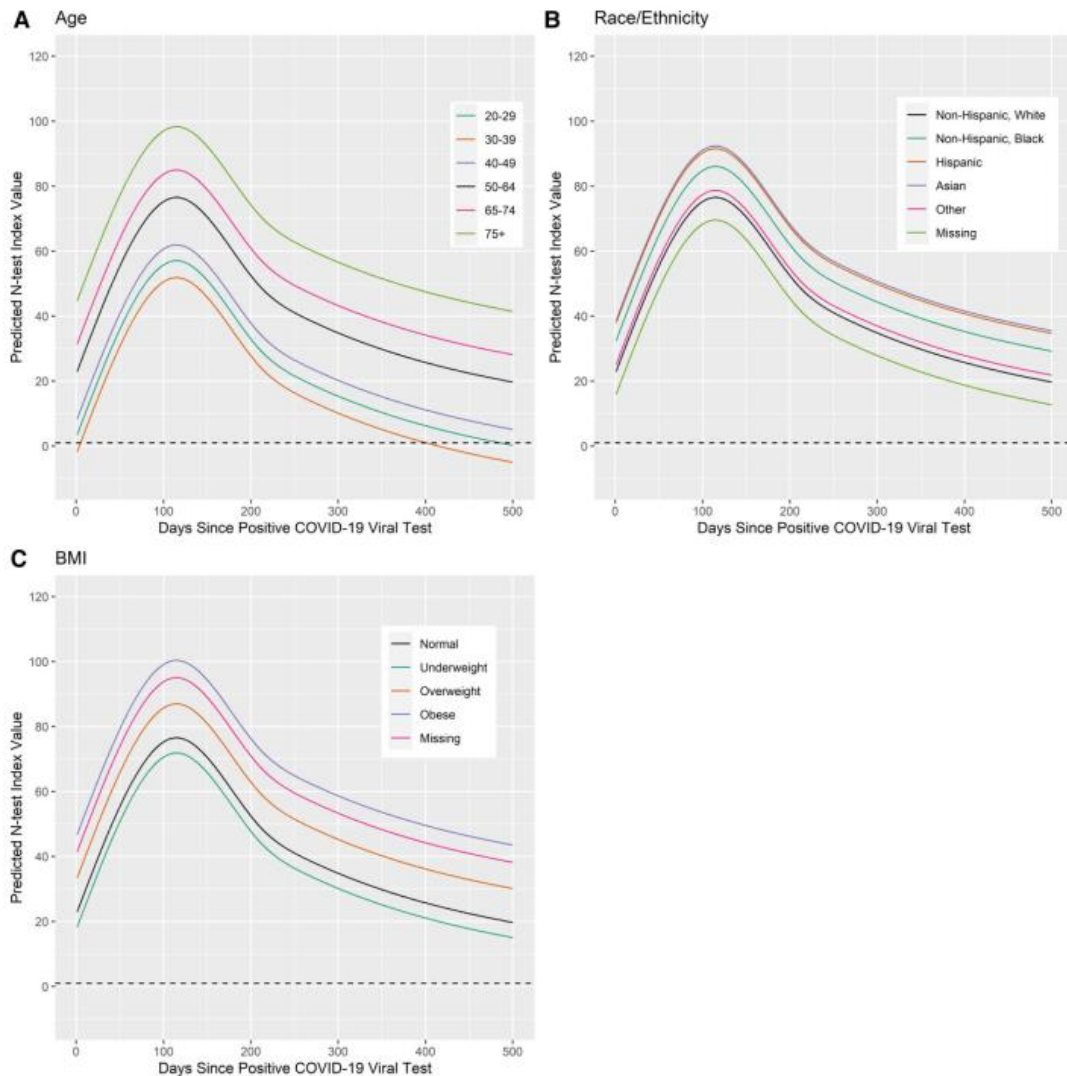 A Age
120
100
80
60
40
20
0
Predicted N-test Index Value
20-29
30-39
40-49
50-64
65-74
75+
0 100 200 300 400 500
Days Since Positive COVID-19 Viral Test
B Race/Ethnicity
120
100
80
60
40
20
0
Predicted N-test Index Value
Non-Hispanic, White
Non-Hispanic, Black
Hispanic
Asian
Other
Missing
0 100 200 300 400 500
Days Since Positive COVID-19 Viral Test
C BMI
120
100
80
60
40
20
0
Predicted N-test Index Value
Normal
Underweight
Overweight
Obese
Missing
0 100 200 300 400 500
Days Since Positive COVID-19 Viral Test